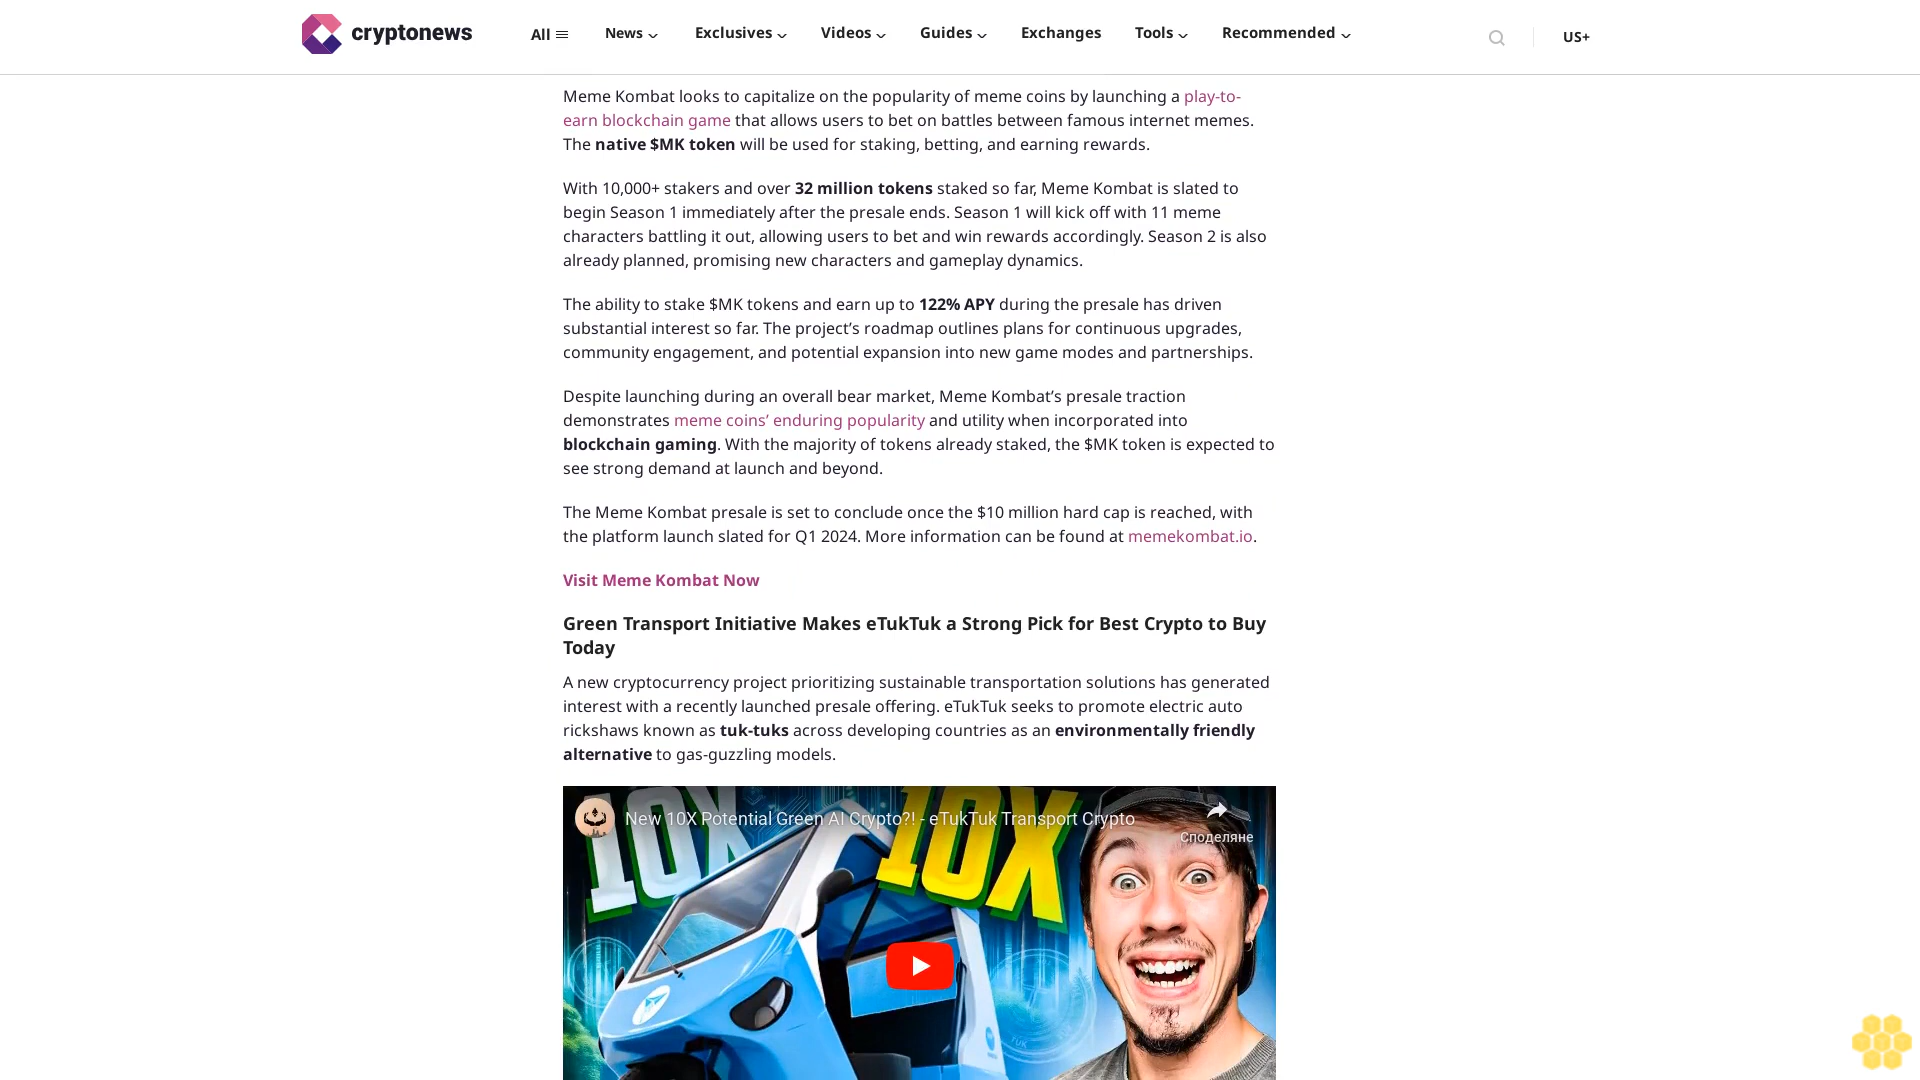 cryptonews
All
News
Exclusives
Videos
Guides
Exchanges
Tools
Recommended
US+
Meme Kombat looks to capitalize on the popularity of meme coins by launching a play-to-
earn blockchain game that allows users to bet on battles between famous internet memes.
The native $MK token will be used for staking, betting, and earning rewards.
With 10,000+ stakers and over 32 million tokens staked so far, Meme Kombat is slated to
begin Season 1 immediately after the presale ends. Season 1 will kick off with 11 meme
characters battling it out, allowing users to bet and win rewards accordingly. Season 2 is also
already planned, promising new characters and gameplay dynamics.
The ability to stake $MK tokens and earn up to 122% APY during the presale has driven
substantial interest so far. The project’s roadmap outlines plans for continuous upgrades,
community engagement, and potential expansion into new game modes and partnerships.
Despite launching during an overall bear market, Meme Kombat’s presale traction
demonstrates meme coins’ enduring popularity and utility when incorporated into
blockchain gaming. With the majority of tokens already staked, the $MK token is expected to
see strong demand at launch and beyond.
The Meme Kombat presale is set to conclude once the $10 million hard cap is reached, with
the platform launch slated for Q1 2024. More information can be found at memekombat.io.
Visit Meme Kombat Now
Green Transport Initiative Makes eTukTuk a Strong Pick for Best Crypto to Buy
Today
A new cryptocurrency project prioritizing sustainable transportation solutions has generated
interest with a recently launched presale offering. eTukTuk seeks to promote electric auto
rickshaws known as tuk-tuks across developing countries as an environmentally friendly
alternative to gas-guzzling models.
10X
10X
New 10X Potential Green AI Crypto?! - eTukTuk Transport Crypto
Споделяне